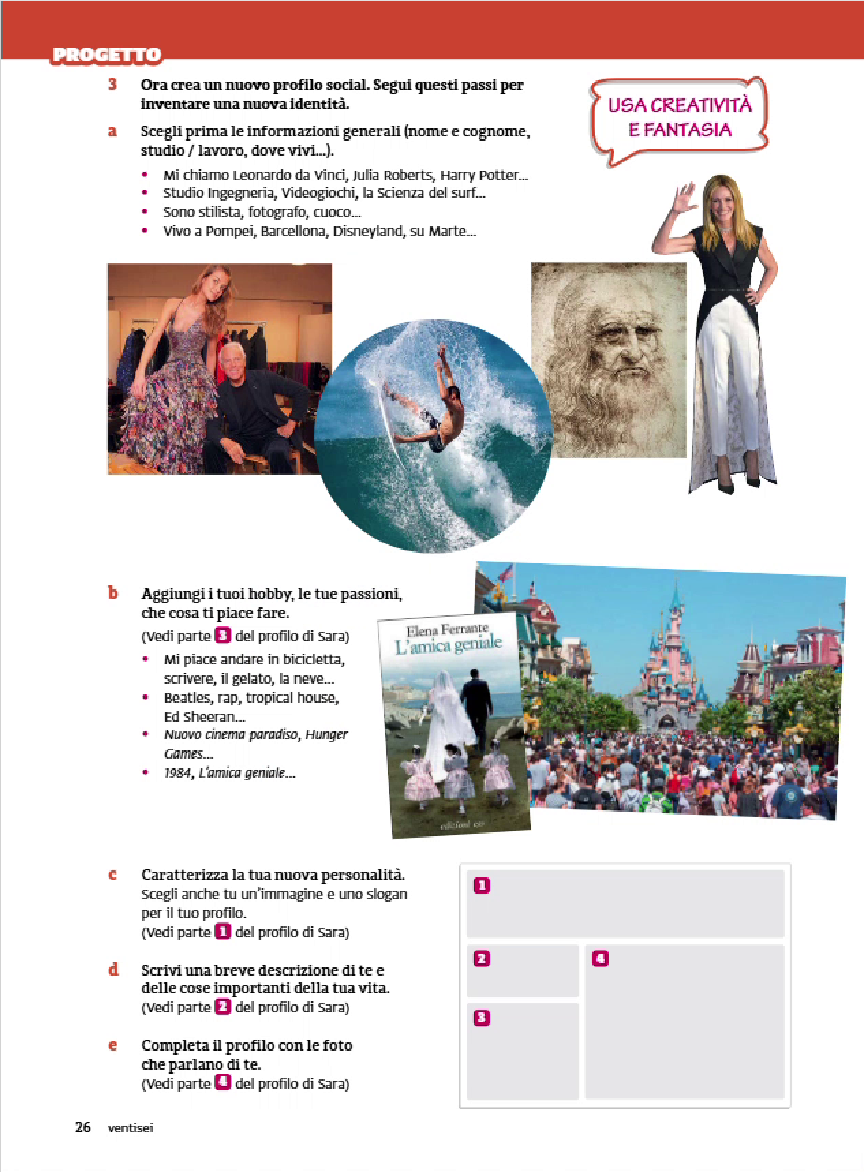 PROGETTO
3 Ora crea un nuovo profilo social. Segui questi passi per
inventare una nuova identità.
USA CREATIVITÀ
E FANTASIA
a Scegli prima le informazioni generali (nome e cognome,
studio / lavoro, dove vivi...).
• Mi chiamo Leonardo da Vinci, Julia Roberts, Harry Potter...
• Studio Ingegneria, Videogiochi, la Scienza del surf...
• Sono stilista, fotografo, cuoco...
• Vivo a Pompei, Barcellona, Disneyland, su Marte...
b Aggiungi i tuoi hobby, le tue passioni,
che cosa ti piace fare.
(Vedi parte 3 del profilo di Sara)
• Mi piace andare in bicicletta,
scrivere, il gelato, la neve...
• Beatles, rap, tropical house,
Ed Sheeran...
• Nuovo cinema paradiso, Hunger
Games...
• 1984, L'amica geniale...
Elena Ferrante
L'amica geniale
edizioni e/o
c Caratterizza la tua nuova personalità.
Scegli anche tu un'immagine e uno slogan
per il tuo profilo.
(Vedi parte 1 del profilo di Sara)
d Scrivi una breve descrizione di te e
delle cose importanti della tua vita.
(Vedi parte 2 del profilo di Sara)
e Completa il profilo con le foto
che parlano di te.
(Vedi parte 4 del profilo di Sara)
1
2
4
3
26 ventisei